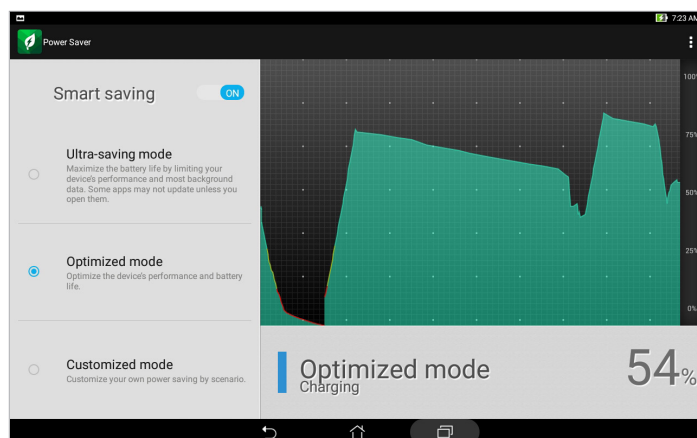 7:23 AM
Power Saver
Smart saving
ON
Ultra-saving mode
Maximize the battery life by limiting your
device's performance and most background
data. Some apps may not update unless you
open them.
Optimized mode
Optimize the device's performance and battery
life.
Customized mode
Customize your own power saving by scenario.
100%
75%
50%
25%
0%
Optimized mode
Charging
54%